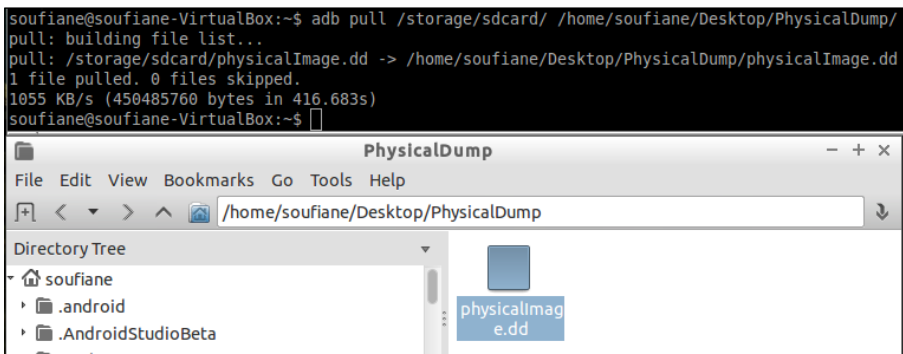 soufiane@soufiane-VirtualBox:~$ adb pull /storage/sdcard/ /home/soufiane/Desktop/PhysicalDump/
pull: building file list...
pull: /storage/sdcard/physicalImage.dd -> /home/soufiane/Desktop/PhysicalDump/physicalImage.dd
1 file pulled. 0 files skipped.
1055 KB/s (450485760 bytes in 416.683s)
soufiane@soufiane-VirtualBox:~$
PhysicalDump
File Edit View Bookmarks Go Tools Help
/home/soufiane/Desktop/PhysicalDump
Directory Tree
soufiane
.android
.AndroidStudioBeta
physicalImag
e.dd